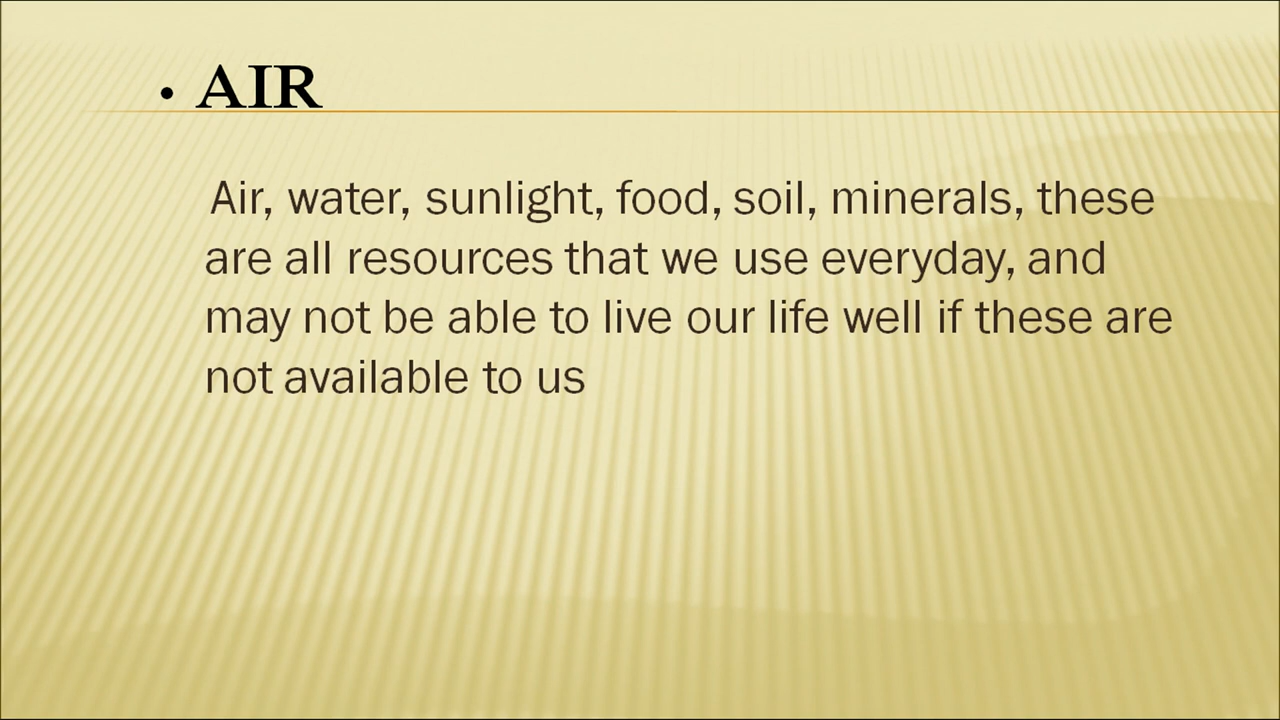 • AIR
Air, water, sunlight, food, soil, minerals, these
are all resources that we use everyday, and
may not be able to live our life well if these are
not available to us